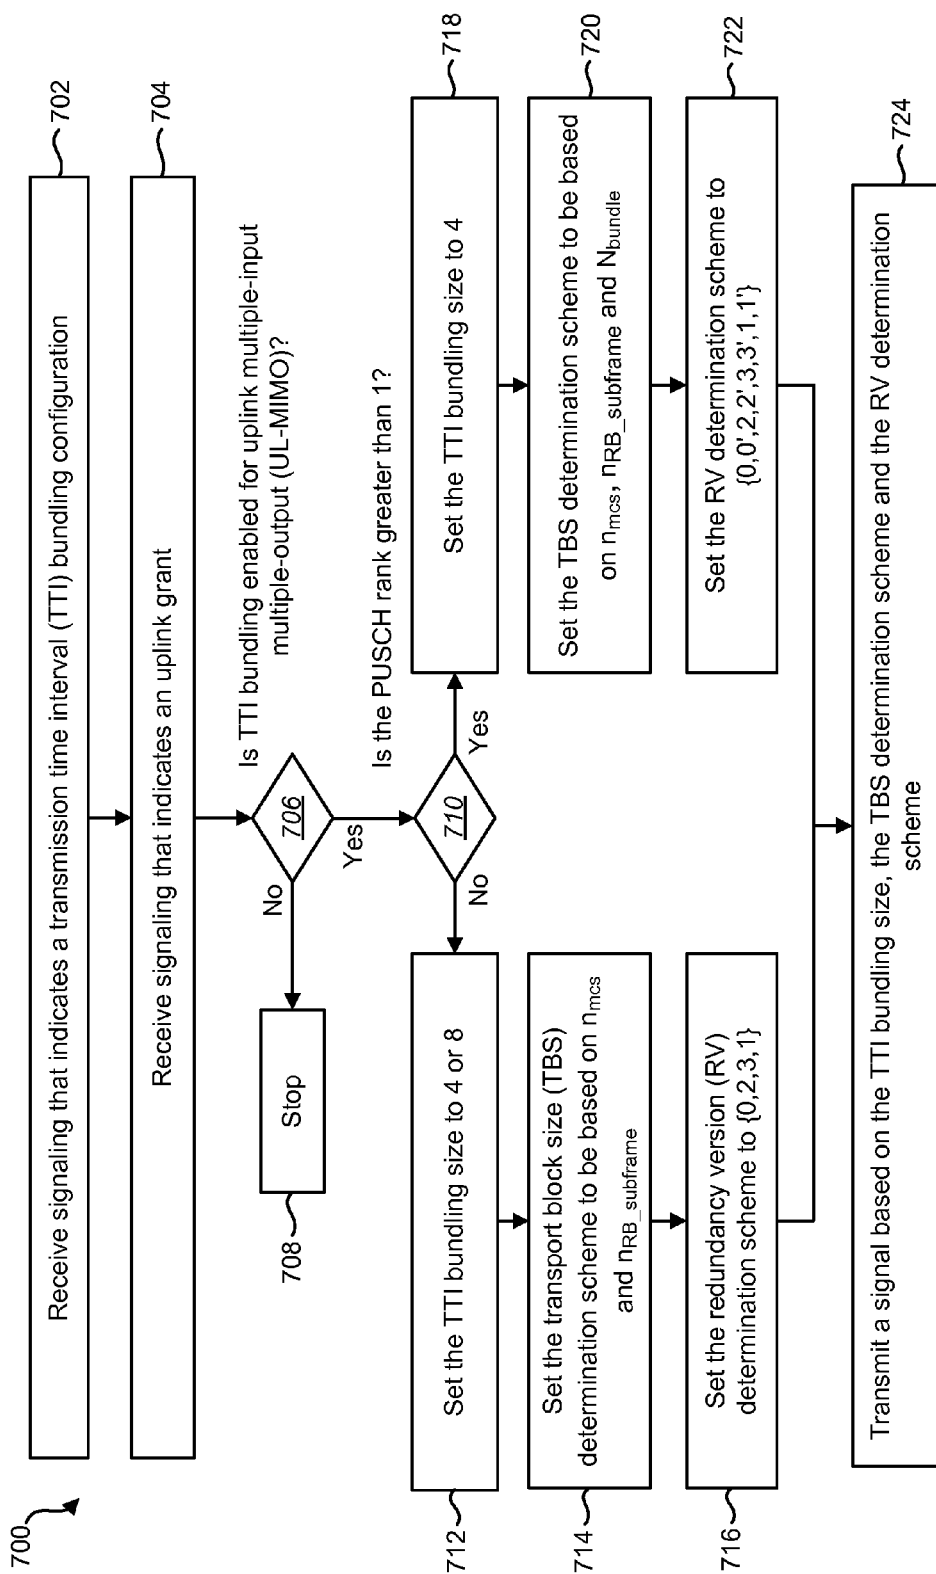 700
Receive signaling that indicates a transmission time interval (TTI) bundling configuration
702
Receive signaling that indicates an uplink grant
704
Is TTI bundling enabled for uplink multiple-input
multiple-output (UL-MIMO)?
706
No
Yes
Stop
708
Is the PUSCH rank greater than 1?
710
No
Yes
Set the TTI bundling size to 4 or 8
712
Set the transport block size (TBS)
determination scheme to be based on n_mcs
and n_RB_subframe
714
Set the redundancy version (RV)
determination scheme to {0,2,3,1}
716
Set the TTI bundling size to 4
718
Set the TBS determination scheme to be based
on n_mcs, n_RB_subframe and N_bundle
720
Set the RV determination scheme to
{0,0',2,2',3,3',1,1'}
722
Transmit a signal based on the TTI bundling size, the TBS determination scheme and the RV determination
scheme
724